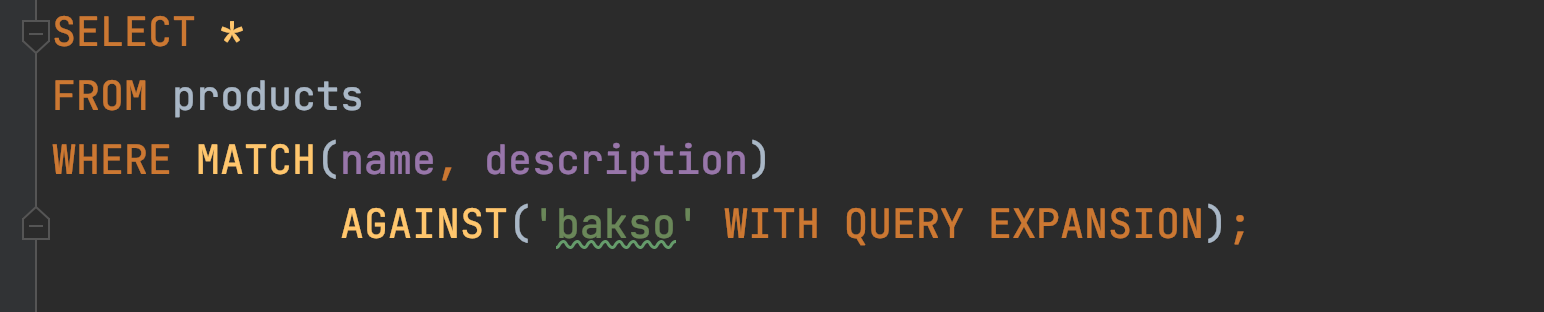 SELECT *
FROM products
WHERE MATCH(name, description)
AGAINST('bakso' WITH QUERY EXPANSION);